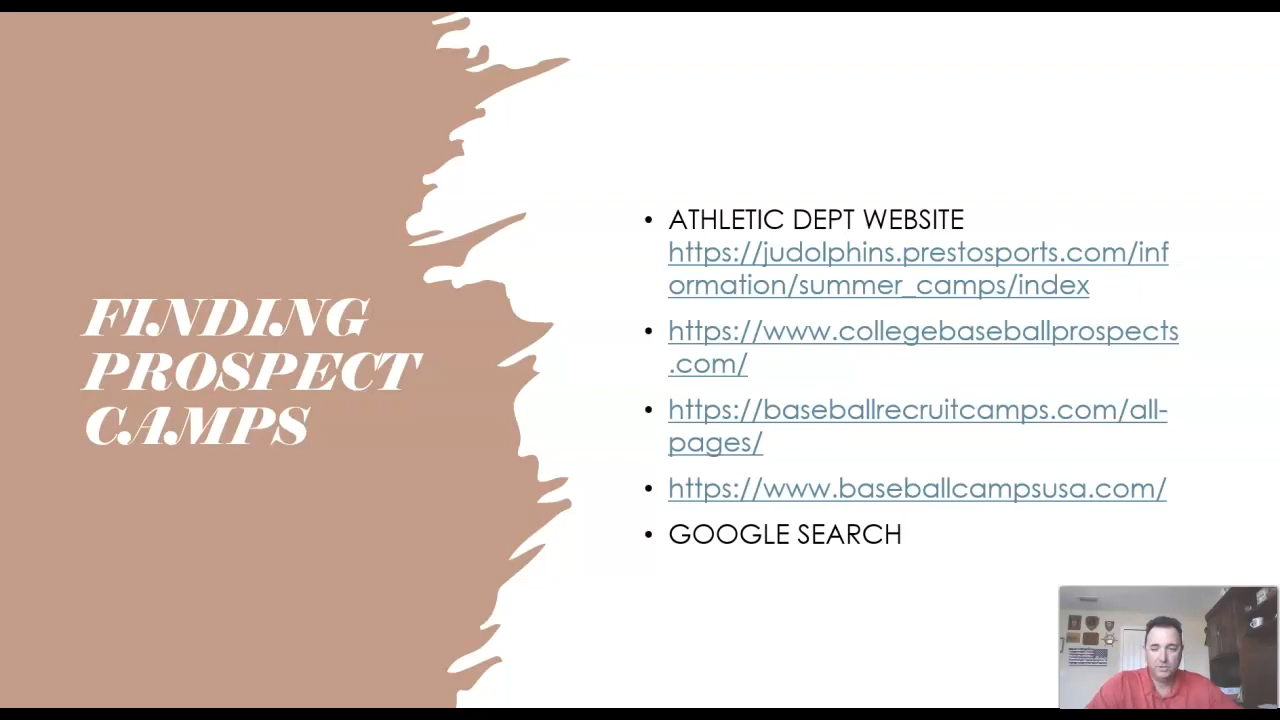 FINDING
PROSPECT
CAMPS
• ATHLETIC DEPT WEBSITE
https://judolphins.prestosports.com/inf
ormation/summer_camps/index
• https://www.collegebaseballprospects
.com/
• https://baseballrecruitcamps.com/all-
pages/
• https://www.baseballcampsusa.com/
• GOOGLE SEARCH